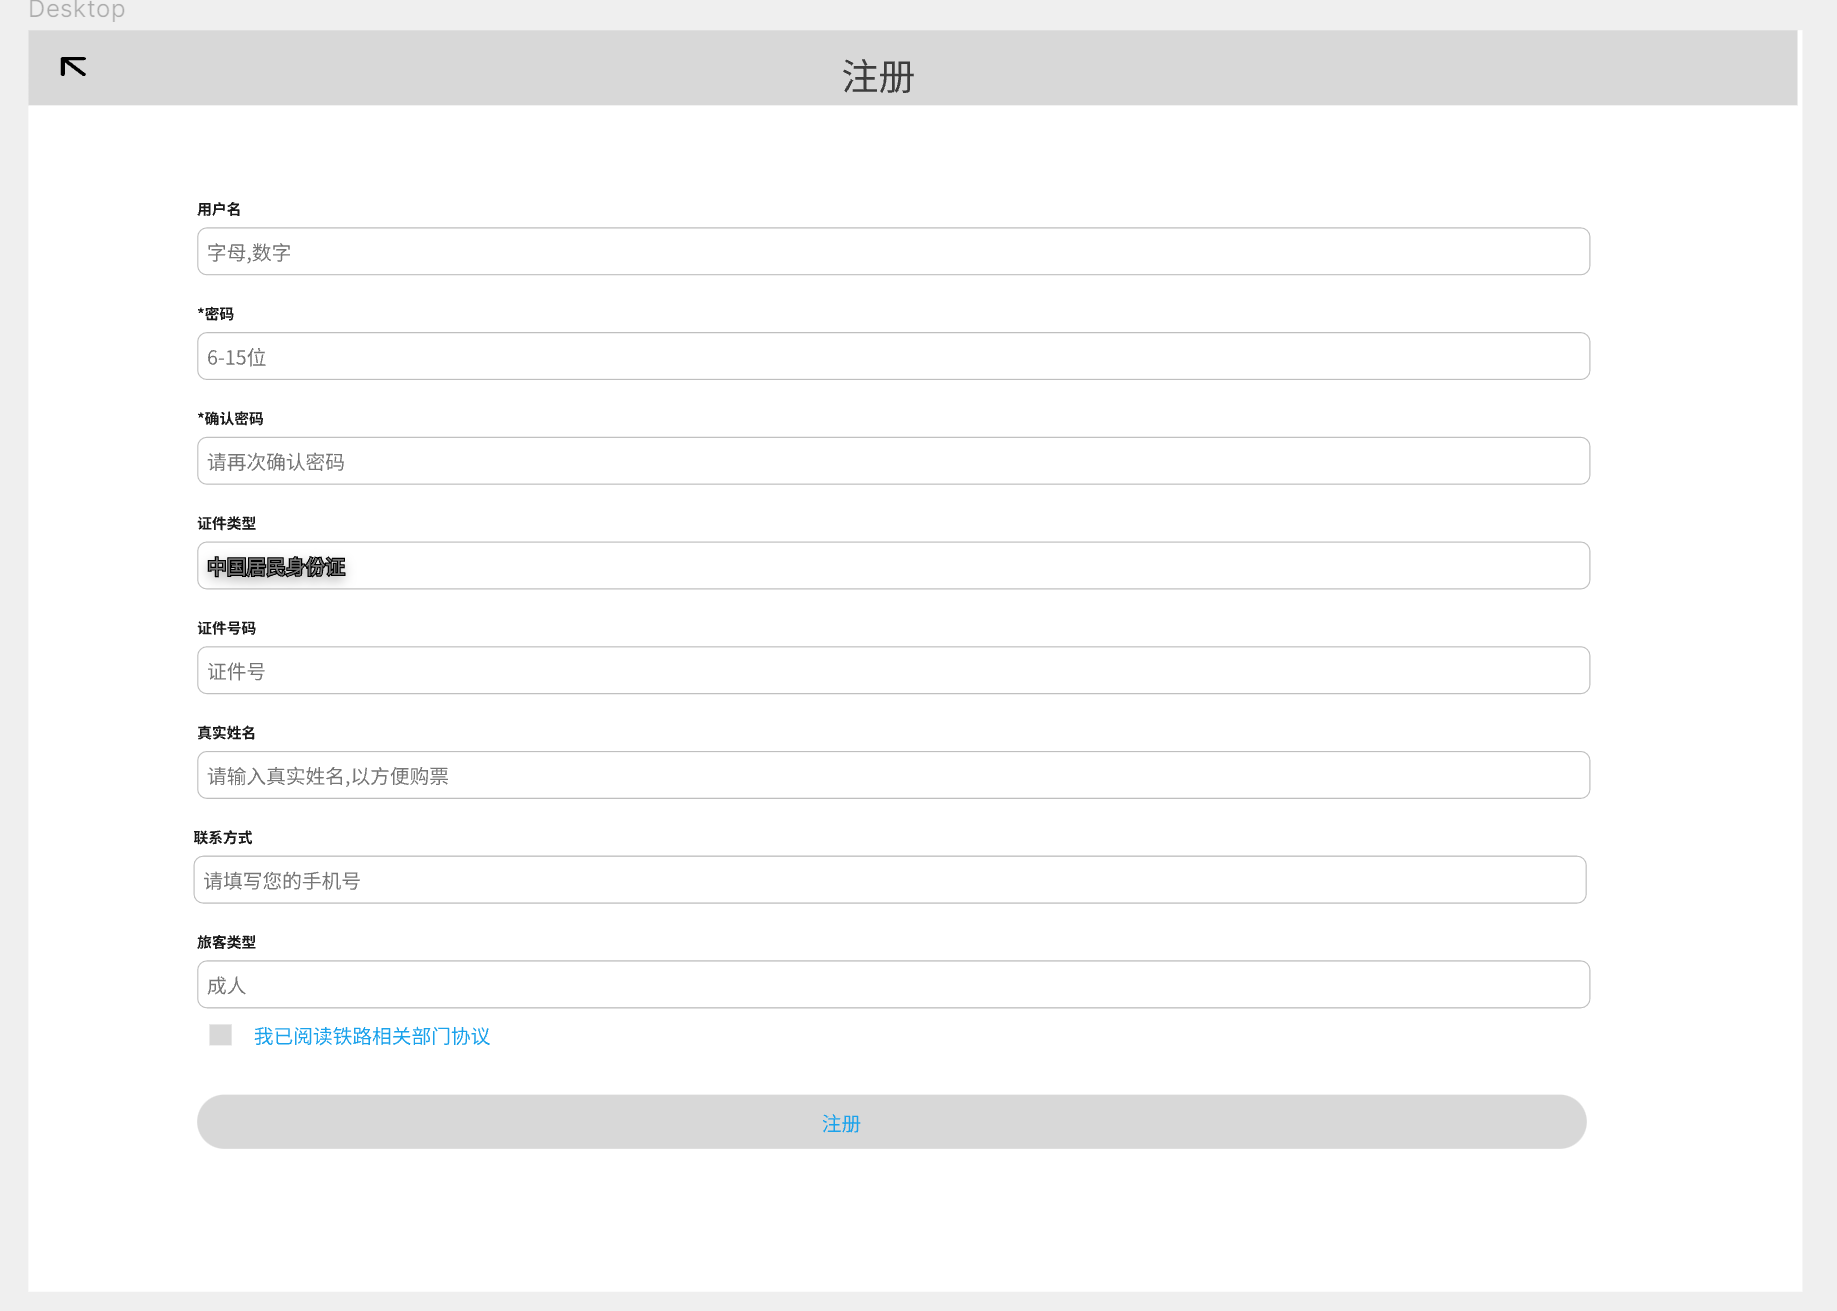 Desktop
注册
用户名
字母,数字
*密码
6-15位
*确认密码
请再次确认密码
证件类型
中国居民身份证
证件号码
证件号
真实姓名
请输入真实姓名,以方便购票
联系方式
请填写您的手机号
旅客类型
成人
我已阅读铁路相关部门协议
注册